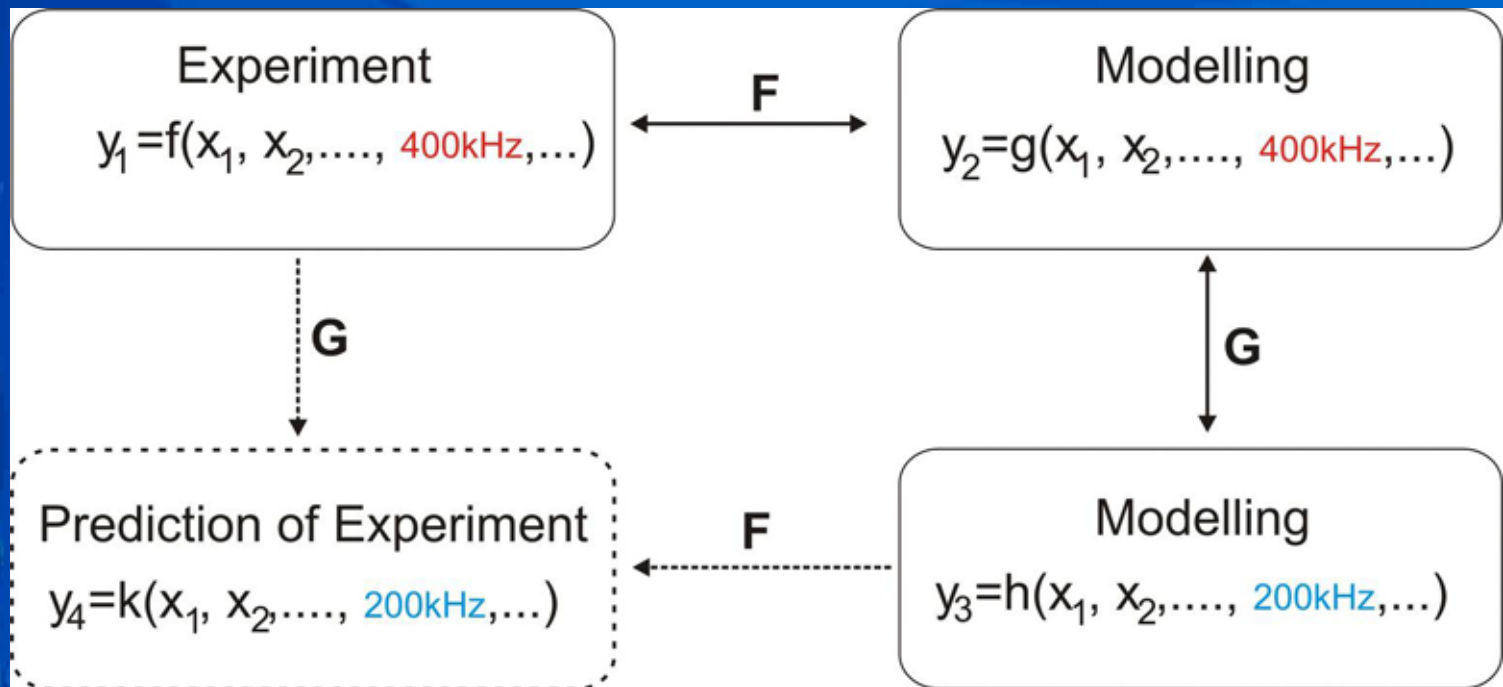 Experiment
y₁=f(x₁, x₂,...., 400kHz,...)
F
Modelling
y₂=g(x₁, x₂,...., 400kHz,...)
G
G
Prediction of Experiment
y₄=k(x₁, x₂,...., 200kHz,...)
F
Modelling
y₃=h(x₁, x₂,...., 200kHz,...)